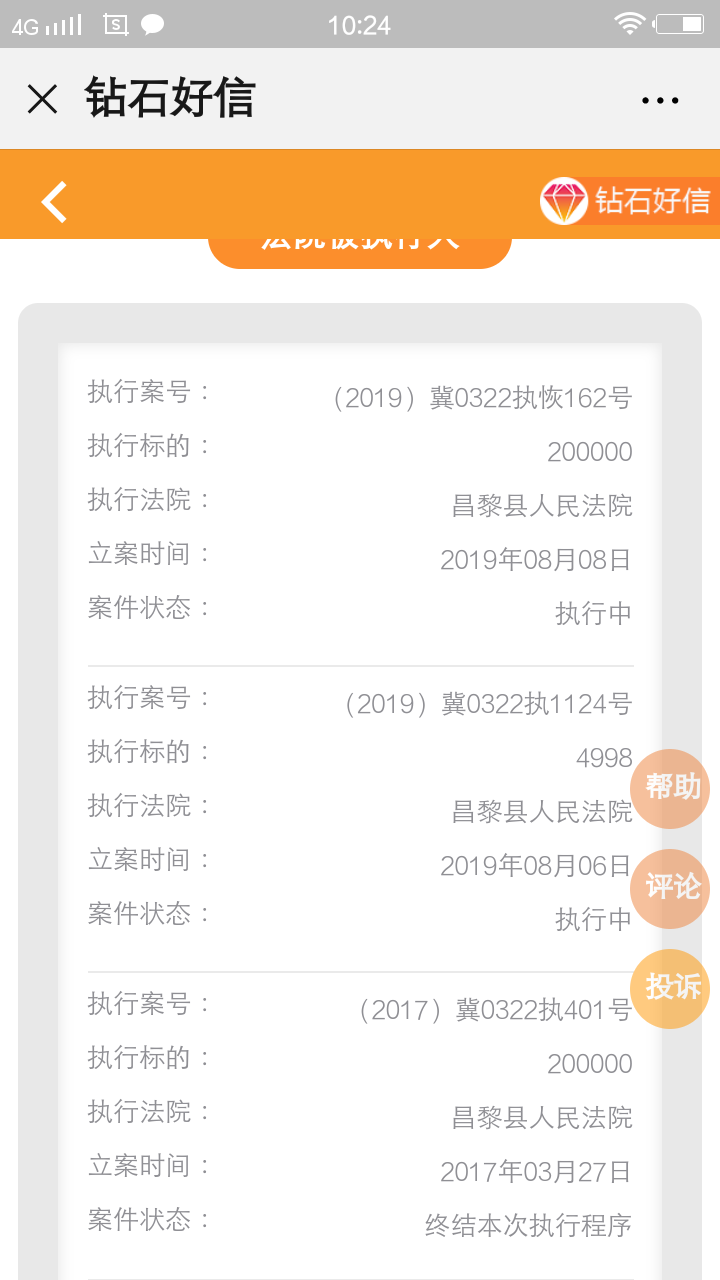 4G 10:24
钻石好信
钻石好信
法院被执行人
执行案号： （2019）冀0322执恢162号
执行标的： 200000
执行法院： 昌黎县人民法院
立案时间： 2019年08月08日
案件状态： 执行中
执行案号： （2019）冀0322执1124号
执行标的： 4998
帮助
执行法院： 昌黎县人民法院
立案时间： 2019年08月06日
评论
案件状态： 执行中
投诉
执行案号： （2017）冀0322执401号
执行标的： 200000
执行法院： 昌黎县人民法院
立案时间： 2017年03月27日
案件状态： 终结本次执行程序